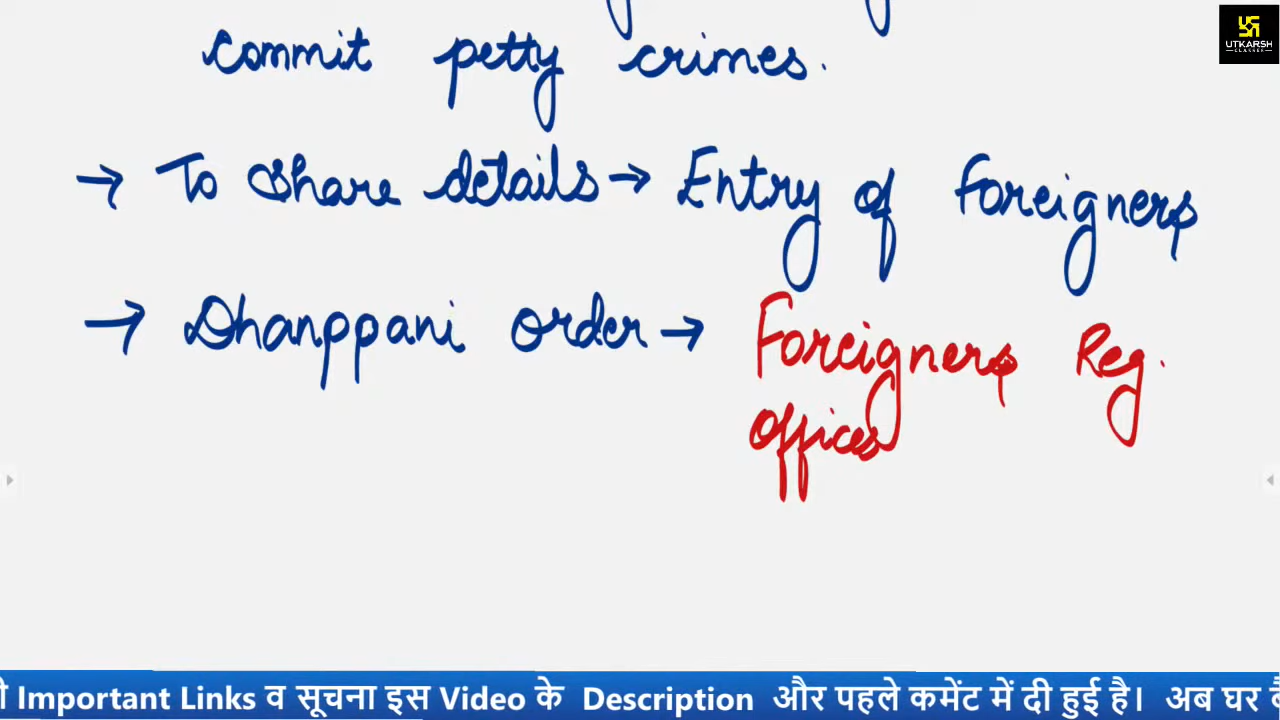 UTKARSH
CLASSES
commit petty crimes.
→ To share details → Entry of Foreigners
→ Dhanppani order → Foreigners Reg.
offices
Important Links व सूचना इस Video के Description और पहले कमेंट में दी हुई है। अब घर